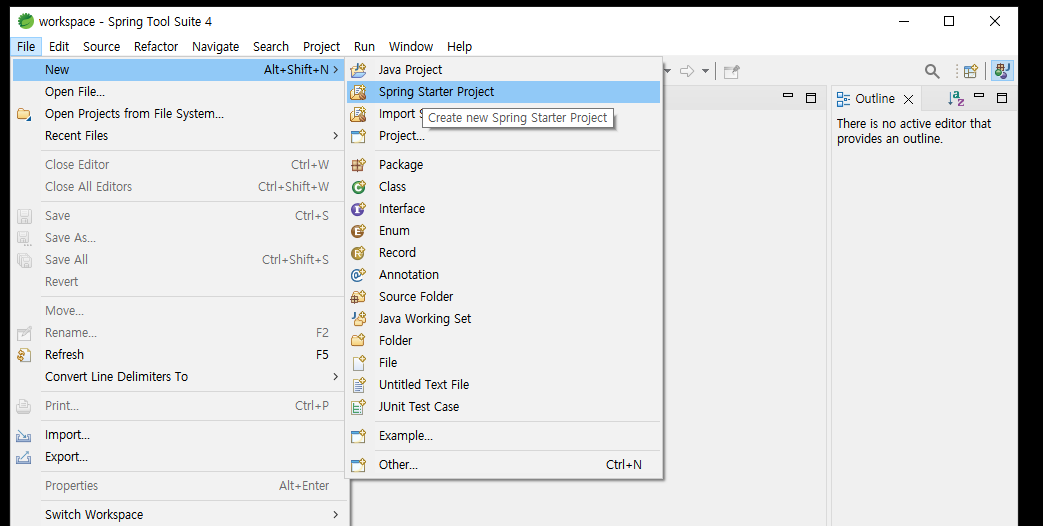 workspace - Spring Tool Suite 4
File Edit Source Refactor Navigate Search Project Run Window Help
New Alt+Shift+N >
Open File...
Open Projects from File System...
Recent Files >
Close Editor Ctrl+W
Close All Editors Ctrl+Shift+W
Save Ctrl+S
Save As...
Save All Ctrl+Shift+S
Revert
Move...
Rename... F2
Refresh F5
Convert Line Delimiters To >
Print... Ctrl+P
Import...
Export...
Properties Alt+Enter
Switch Workspace >
Java Project
Spring Starter Project
Import S
Create new Spring Starter Project
Project...
Package
Class
Interface
Enum
Record
Annotation
Source Folder
Java Working Set
Folder
File
Untitled Text File
JUnit Test Case
Example...
Other... Ctrl+N
Outline
There is no active editor that
provides an outline.